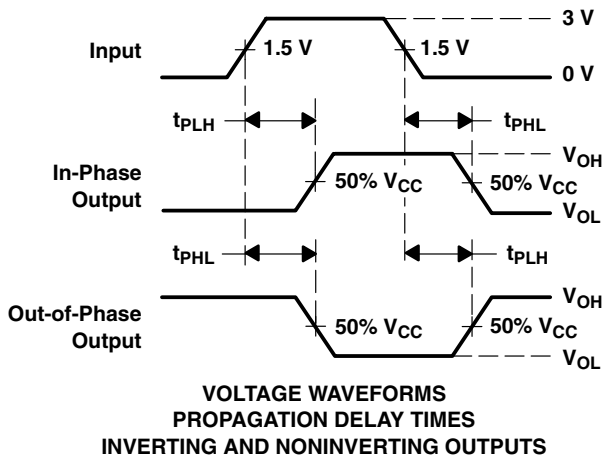 3 V
Input
1.5 V
1.5 V
0 V
tPLH
tPHL
VOH
In-Phase
Output
50% VCC
50% VCC
VOL
tPHL
tPLH
VOH
Out-of-Phase
Output
50% VCC
50% VCC
VOL
VOLTAGE WAVEFORMS
PROPAGATION DELAY TIMES
INVERTING AND NONINVERTING OUTPUTS